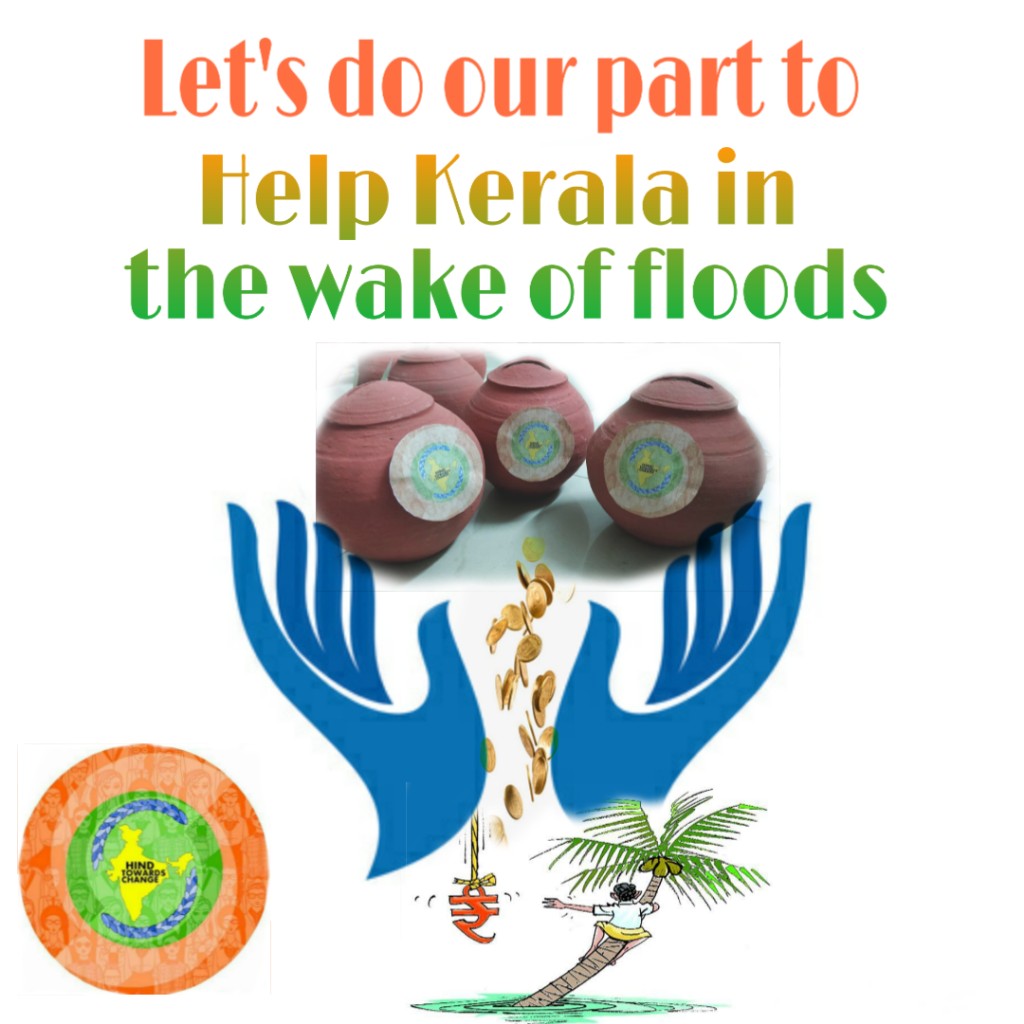 Let's do our part to
Help Kerala in
the wake of floods
HIND
TOWARDS
CHANGE